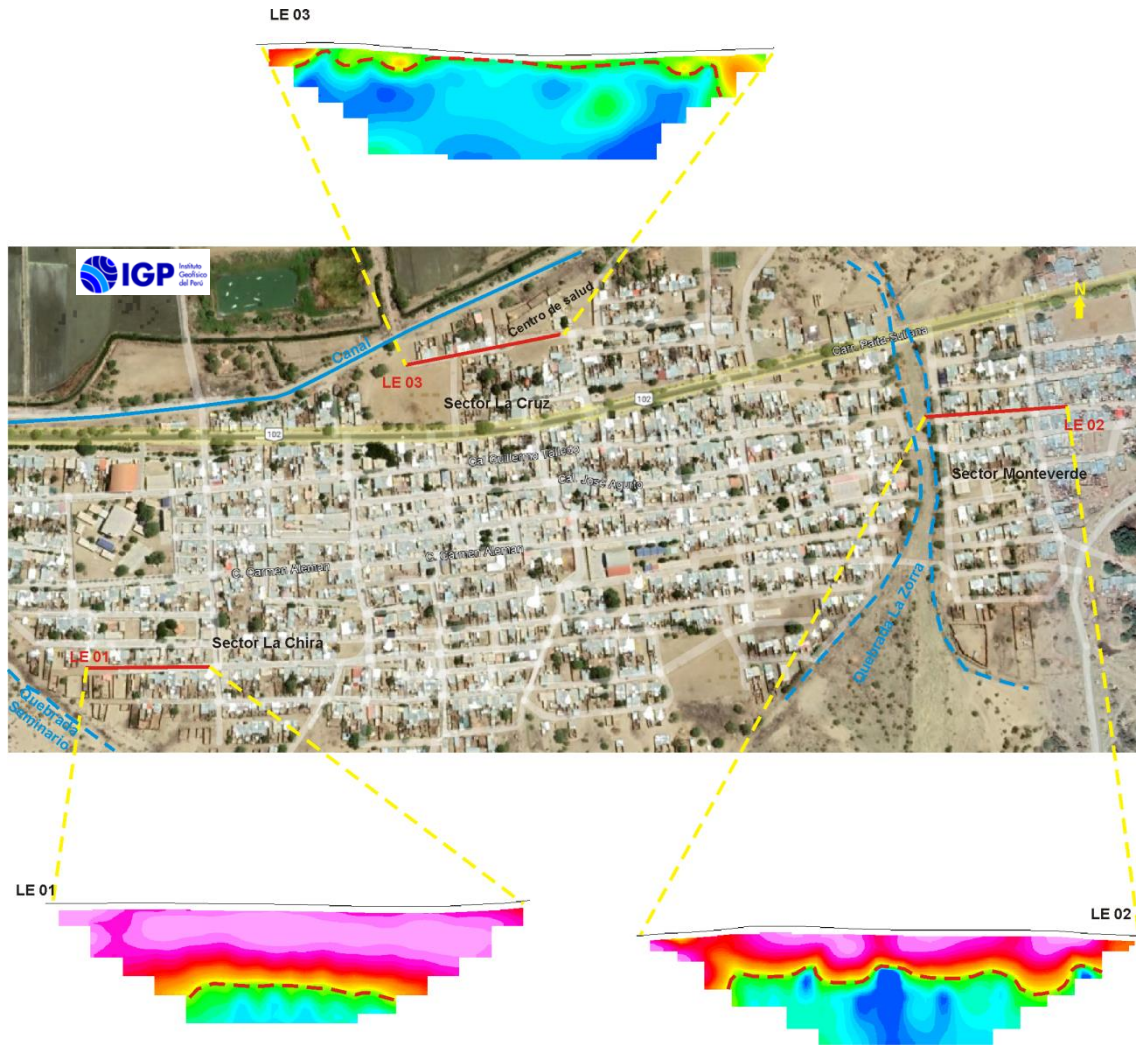 LE 03
IGP
Instituto
Geofísico
del Perú
N
Centro de salud
Canal
Carr. Paita-Sullana
LE 03
Sector La Cruz
102
LE 02
102
Sector Monteverde
C. Carmen Aleman
C. Carmen Aleman
Quebrada La Zorra
Sector La Chira
LE 01
Quebrada
Seminario
LE 01
LE 02